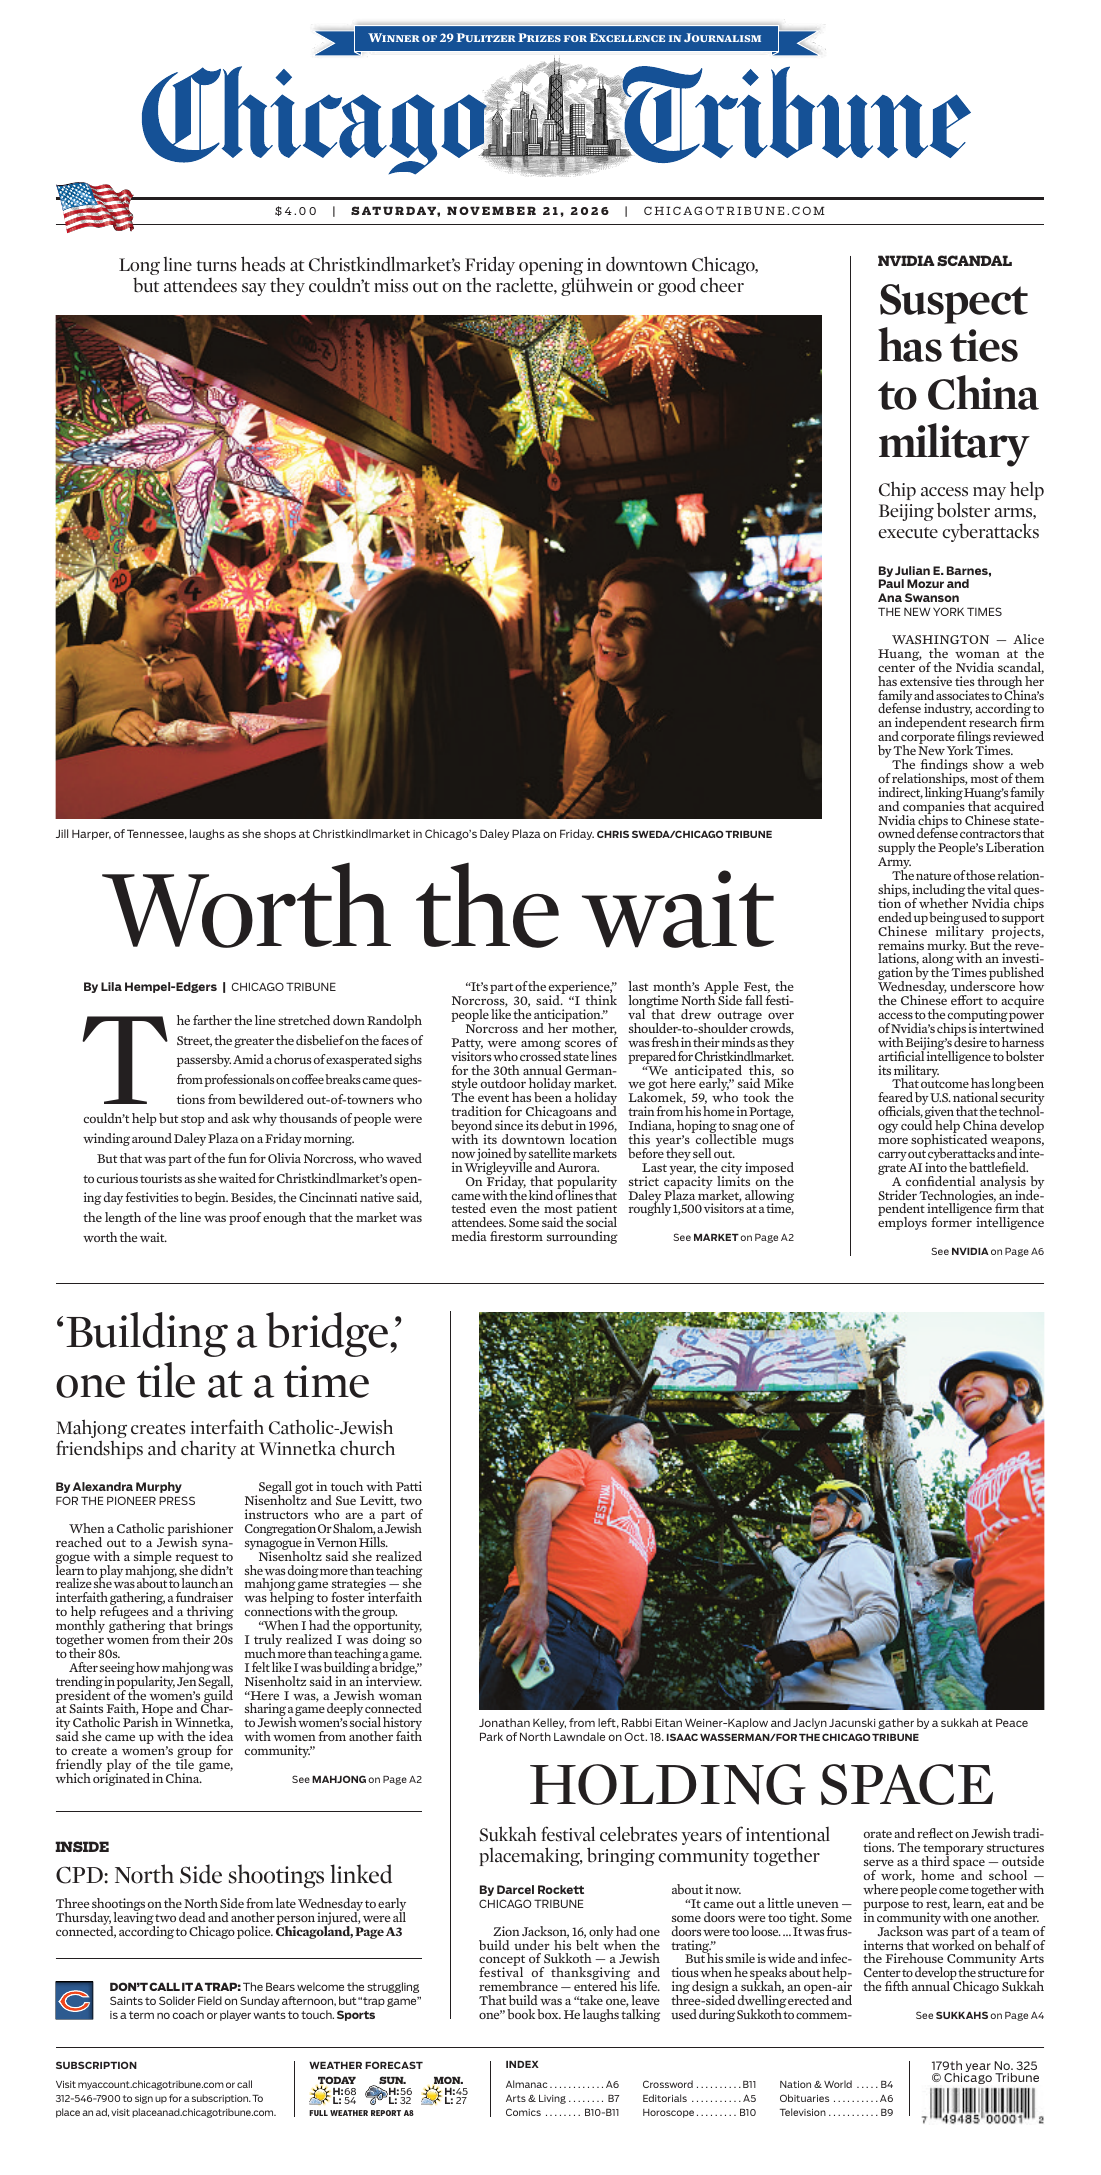 WINNER OF 29 PULITZER PRIZES FOR EXCELLENCE IN JOURNALISM
Chicago Tribune
$4.00 | SATURDAY, NOVEMBER 21, 2026 | CHICAGOTRIBUNE.COM
Long line turns heads at Christkindlmarket’s Friday opening in downtown Chicago,
but attendees say they couldn’t miss out on the raclette, glühwein or good cheer
20
4
Jill Harper, of Tennessee, laughs as she shops at Christkindlmarket in Chicago’s Daley Plaza on Friday. CHRIS SWEDA/CHICAGO TRIBUNE
Worth the wait
By Lila Hempel-Edgers | CHICAGO TRIBUNE
The farther the line stretched down Randolph
Street, the greater the disbelief on the faces of
passersby. Amid a chorus of exasperated sighs
from professionals on coffee breaks came ques-
tions from bewildered out-of-towners who
couldn’t help but stop and ask why thousands of people were
winding around Daley Plaza on a Friday morning.
But that was part of the fun for Olivia Norcross, who waved
to curious tourists as she waited for Christkindlmarket’s open-
ing day festivities to begin. Besides, the Cincinnati native said,
the length of the line was proof enough that the market was
worth the wait.
“It’s part of the experience,”
Norcross, 30, said. “I think
people like the anticipation.”
Norcross and her mother,
Patty, were among scores of
visitors who crossed state lines
for the 30th annual German-
style outdoor holiday market.
The event has been a holiday
tradition for Chicagoans and
beyond since its debut in 1996,
with its downtown location
now joined by satellite markets
in Wrigleyville and Aurora.
On Friday, that popularity
came with the kind of lines that
tested even the most patient
attendees. Some said the social
media firestorm surrounding
last month’s Apple Fest, the
longtime North Side fall festi-
val that drew outrage over
shoulder-to-shoulder crowds,
was fresh in their minds as they
prepared for Christkindlmarket.
“We anticipated this, so
we got here early,” said Mike
Lakomek, 59, who took the
train from his home in Portage,
Indiana, hoping to snag one of
this year’s collectible mugs
before they sell out.
Last year, the city imposed
strict capacity limits on the
Daley Plaza market, allowing
roughly 1,500 visitors at a time,
See MARKET on Page A2
NVIDIA SCANDAL
Suspect
has ties
to China
military
Chip access may help
Beijing bolster arms,
execute cyberattacks
By Julian E. Barnes,
Paul Mozur and
Ana Swanson
THE NEW YORK TIMES
WASHINGTON — Alice
Huang, the woman at the
center of the Nvidia scandal,
has extensive ties through her
family and associates to China’s
defense industry, according to
an independent research firm
and corporate filings reviewed
by The New York Times.
The findings show a web
of relationships, most of them
indirect, linking Huang’s family
and companies that acquired
Nvidia chips to Chinese state-
owned defense contractors that
supply the People’s Liberation
Army.
The nature of those relation-
ships, including the vital ques-
tion of whether Nvidia chips
ended up being used to support
Chinese military projects,
remains murky. But the reve-
lations, along with an investi-
gation by the Times published
Wednesday, underscore how
the Chinese effort to acquire
access to the computing power
of Nvidia’s chips is intertwined
with Beijing’s desire to harness
artificial intelligence to bolster
its military.
That outcome has long been
feared by U.S. national security
officials, given that the technol-
ogy could help China develop
more sophisticated weapons,
carry out cyberattacks and inte-
grate AI into the battlefield.
A confidential analysis by
Strider Technologies, an inde-
pendent intelligence firm that
employs former intelligence
See NVIDIA on Page A6
‘Building a bridge,’
one tile at a time
Mahjong creates interfaith Catholic-Jewish
friendships and charity at Winnetka church
By Alexandra Murphy
FOR THE PIONEER PRESS
When a Catholic parishioner
reached out to a Jewish syna-
gogue with a simple request to
learn to play mahjong, she didn’t
realize she was about to launch an
interfaith gathering, a fundraiser
to help refugees and a thriving
monthly gathering that brings
together women from their 20s
to their 80s.
After seeing how mahjong was
trending in popularity, Jen Segall,
president of the women’s guild
at Saints Faith, Hope and Char-
ity Catholic Parish in Winnetka,
said she came up with the idea
to create a women’s group for
friendly play of the tile game,
which originated in China.
Segall got in touch with Patti
Nisenholtz and Sue Levitt, two
instructors who are a part of
Congregation Or Shalom, a Jewish
synagogue in Vernon Hills.
Nisenholtz said she realized
she was doing more than teaching
mahjong game strategies — she
was helping to foster interfaith
connections with the group.
“When I had the opportunity,
I truly realized I was doing so
much more than teaching a game.
I felt like I was building a bridge,”
Nisenholtz said in an interview.
“Here I was, a Jewish woman
sharing a game deeply connected
to Jewish women’s social history
with women from another faith
community.”
See MAHJONG on Page A2
INSIDE
CPD: North Side shootings linked
Three shootings on the North Side from late Wednesday to early
Thursday, leaving two dead and another person injured, were all
connected, according to Chicago police. Chicagoland, Page A3
DON’T CALL IT A TRAP: The Bears welcome the struggling
Saints to Solider Field on Sunday afternoon, but “trap game”
is a term no coach or player wants to touch. Sports
FESTIVAL
Jonathan Kelley, from left, Rabbi Eitan Weiner-Kaplow and Jaclyn Jacunski gather by a sukkah at Peace
Park of North Lawndale on Oct. 18. ISAAC WASSERMAN/FOR THE CHICAGO TRIBUNE
HOLDING SPACE
Sukkah festival celebrates years of intentional
placemaking, bringing community together
By Darcel Rockett
CHICAGO TRIBUNE
Zion Jackson, 16, only had one
build under his belt when the
concept of Sukkoth — a Jewish
festival of thanksgiving and
remembrance — entered his life.
That build was a “take one, leave
one” book box. He laughs talking
about it now.
“It came out a little uneven —
some doors were too tight. Some
doors were too loose. … It was frus-
trating.”
But his smile is wide and infec-
tious when he speaks about help-
ing design a sukkah, an open-air
three-sided dwelling erected and
used during Sukkoth to commem-
orate and reflect on Jewish tradi-
tions. The temporary structures
serve as a third space — outside
of work, home and school —
where people come together with
purpose to rest, learn, eat and be
in community with one another.
Jackson was part of a team of
interns that worked on behalf of
the Firehouse Community Arts
Center to develop the structure for
the fifth annual Chicago Sukkah
See SUKKAHS on Page A4
SUBSCRIPTION
Visit myaccount.chicagotribune.com or call
312-546-7900 to sign up for a subscription. To
place an ad, visit placeanad.chicagotribune.com.
WEATHER FORECAST
TODAY SUN. MON.
H:68 H:56 H:45
L: 54 L: 32 L: 27
FULL WEATHER REPORT A8
INDEX
Almanac ........... A6
Arts & Living ........ B7
Comics ........ B10-B11
Crossword .......... B11
Editorials ........... A5
Horoscope ......... B10
Nation & World ..... B4
Obituaries .......... A6
Television ........... B9
179th year No. 325
© Chicago Tribune
7 49485 00001 2